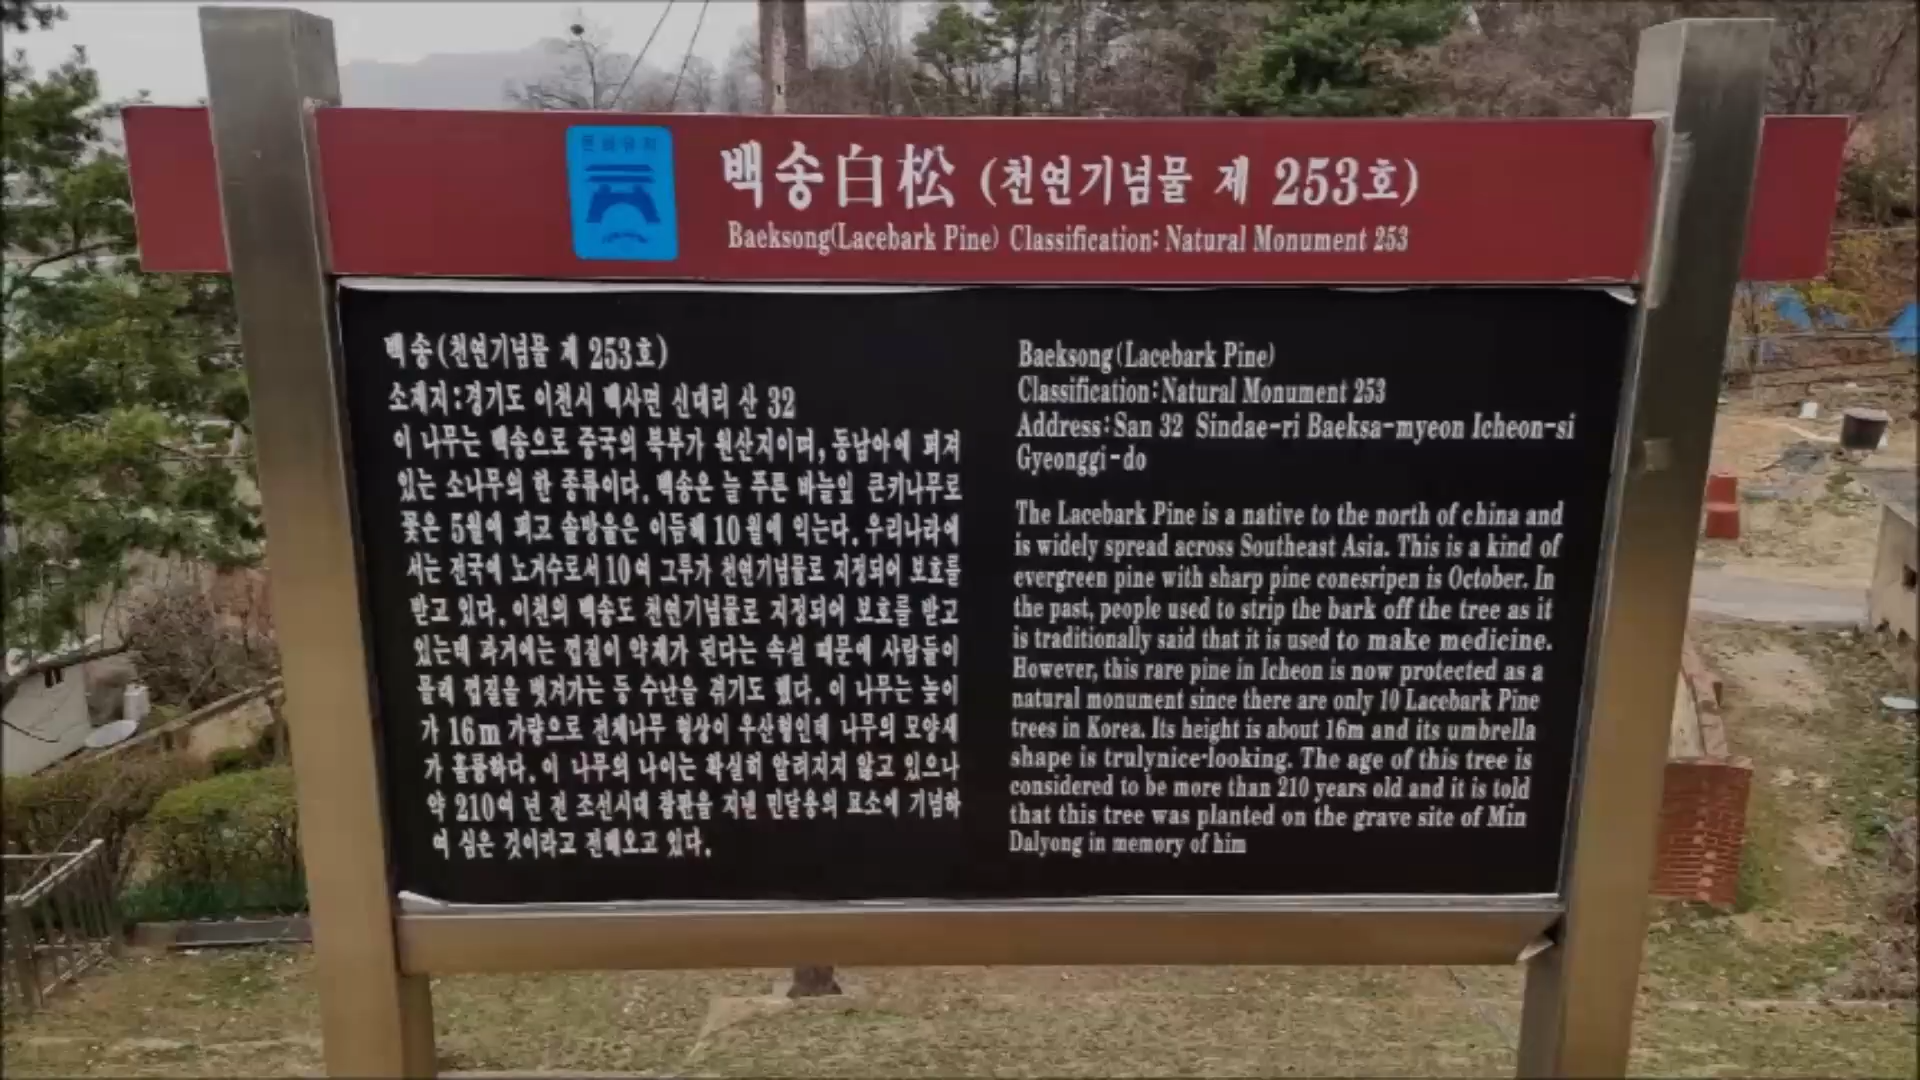 문화유적
백송白松 (천연기념물 제 253호)
Baeksong(Lacebark Pine) Classification: Natural Monument 253
백송(천연기념물 제 253호)
소재지:경기도 이천시 백사면 신대리 산 32
이 나무는 백송으로 중국의 북부가 원산지이며, 동남아에 퍼져
있는 소나무의 한 종류이다. 백송은 늘 푸른 바늘잎 큰키나무로
꽃은 5월에 피고 솔방울은 이듬해 10월에 익는다. 우리나라에
서는 전국에 노거수로서 10여 그루가 천연기념물로 지정되어 보호를
받고 있다. 이천의 백송도 천연기념물로 지정되어 보호를 받고
있는데 과거에는 껍질이 약재가 된다는 속설 때문에 사람들이
몰래 껍질을 벗겨가는 등 수난을 겪기도 했다. 이 나무는 높이
가 16m 가량으로 전체나무 형상이 우산형인데 나무의 모양새
가 훌륭하다. 이 나무의 나이는 확실히 알려지지 않고 있으나
약 210여 년 전 조선시대 참판을 지낸 민달용의 묘소에 기념하
여 심은 것이라고 전해오고 있다.
Baeksong(Lacebark Pine)
Classification:Natural Monument 253
Address:San 32 Sindae-ri Baeksa-myeon Icheon-si
Gyeonggi-do
The Lacebark Pine is a native to the north of china and
is widely spread across Southeast Asia. This is a kind of
evergreen pine with sharp pine conesripen is October. In
the past, people used to strip the bark off the tree as it
is traditionally said that it is used to make medicine.
However, this rare pine in Icheon is now protected as a
natural monument since there are only 10 Lacebark Pine
trees in Korea. Its height is about 16m and its umbrella
shape is trulynice-looking. The age of this tree is
considered to be more than 210 years old and it is told
that this tree was planted on the grave site of Min
Dalyong in memory of him